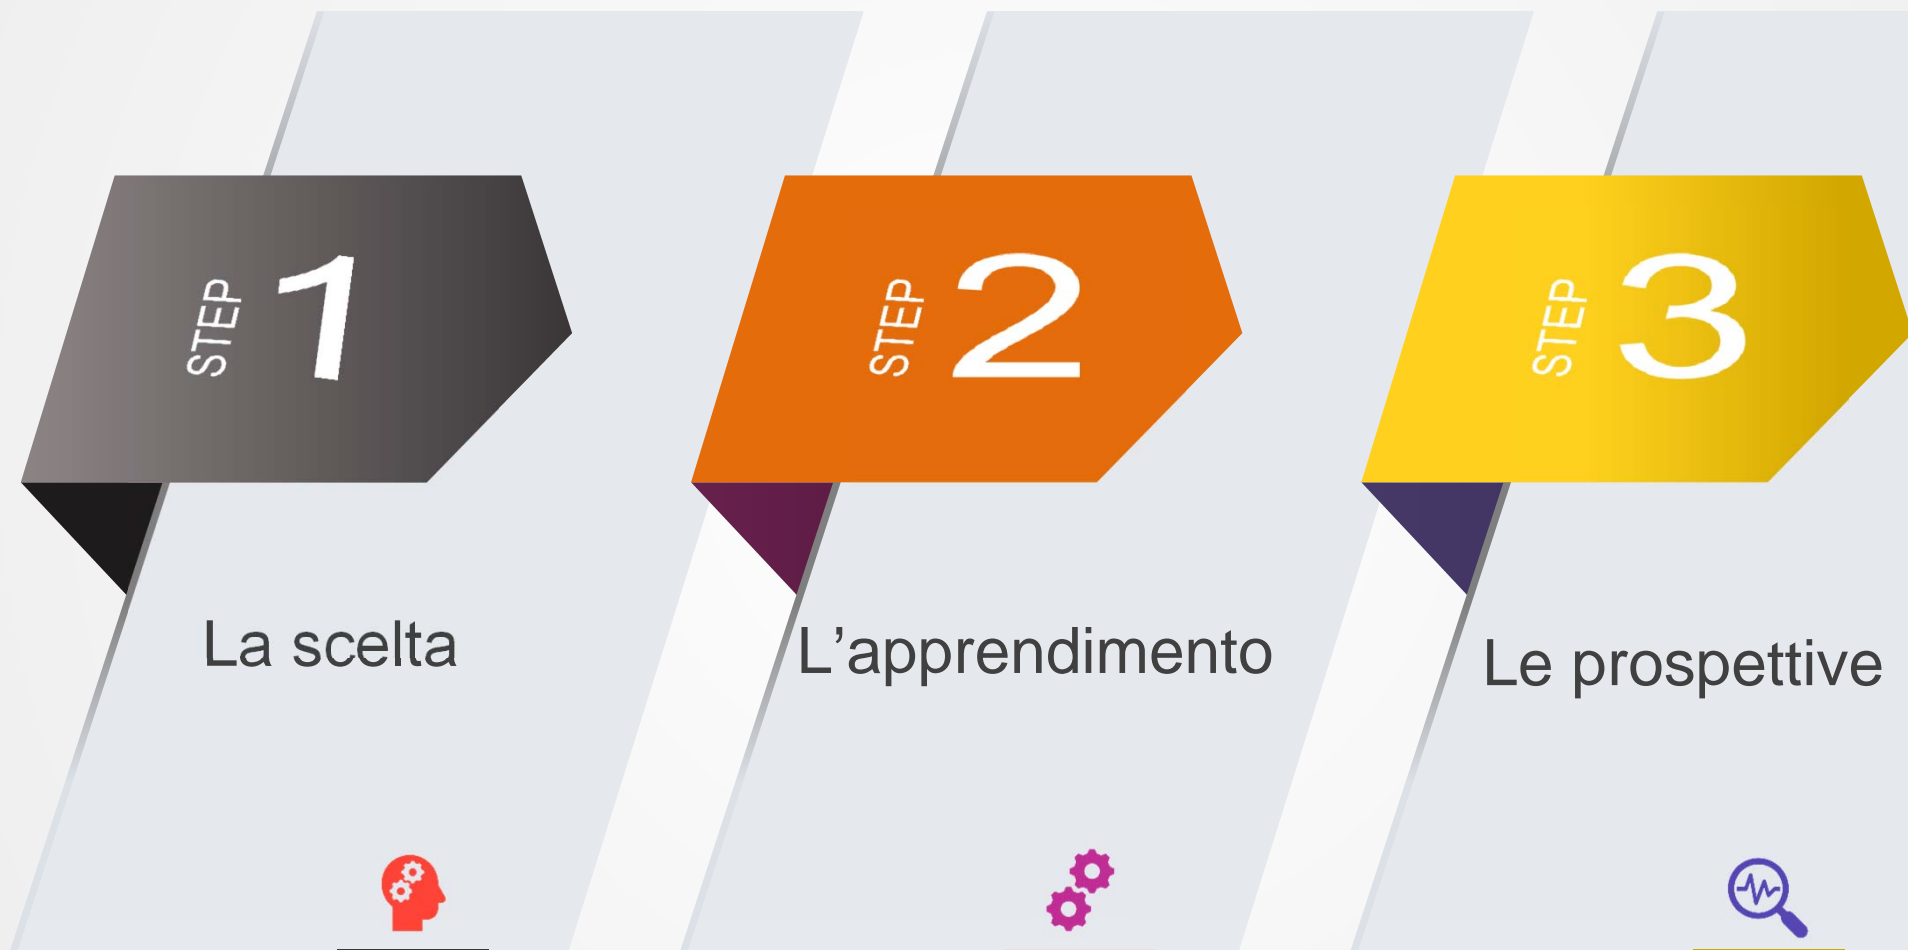 STEP 1
STEP 2
STEP 3
La scelta
L’apprendimento
Le prospettive